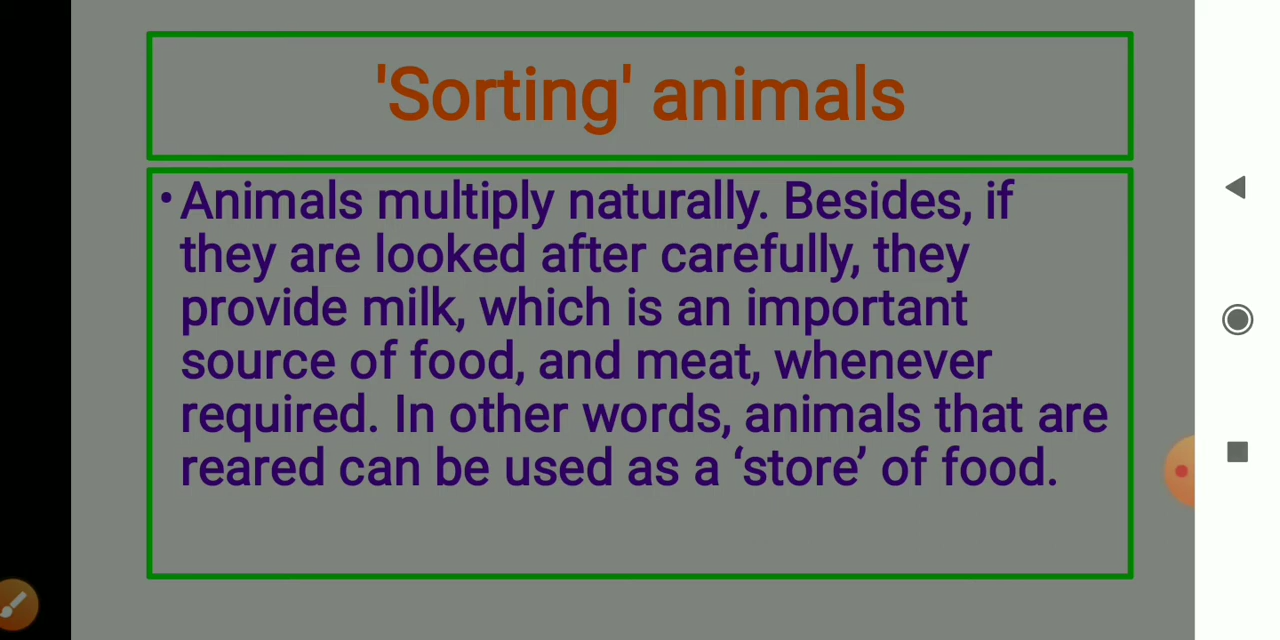 'Sorting' animals
• Animals multiply naturally. Besides, if
they are looked after carefully, they
provide milk, which is an important
source of food, and meat, whenever
required. In other words, animals that are
reared can be used as a ‘store’ of food.